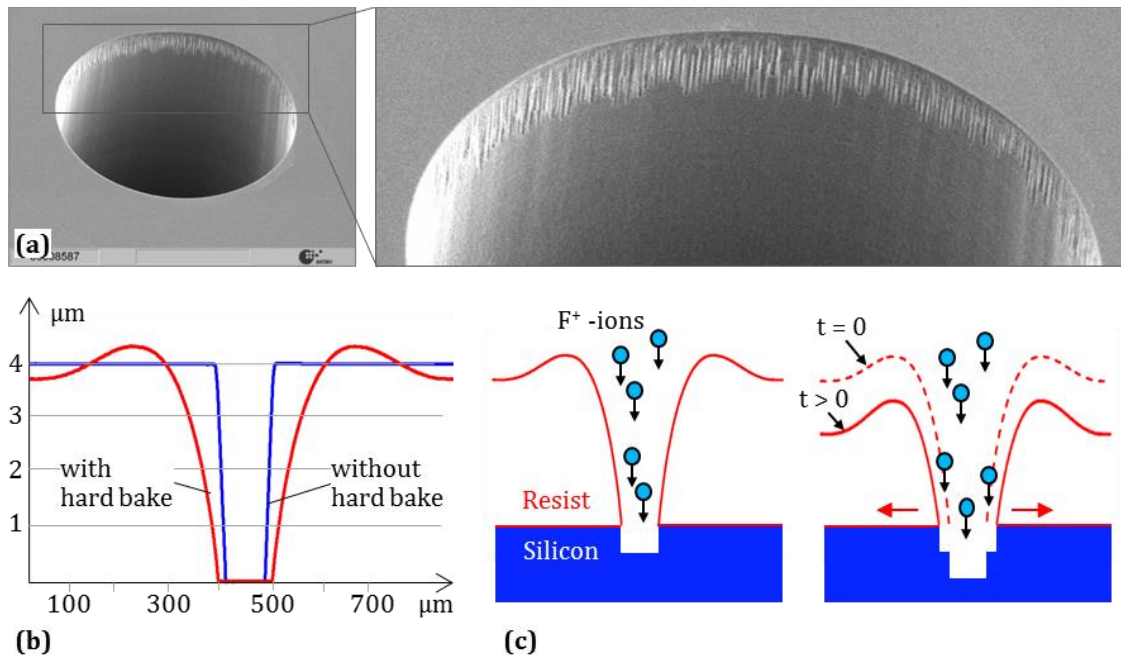 (a)
µm
4
3
2
1
with
hard bake
without
hard bake
100
300
500
700
µm
(b)
F⁺ -ions
Resist
Silicon
t = 0
t > 0
(c)